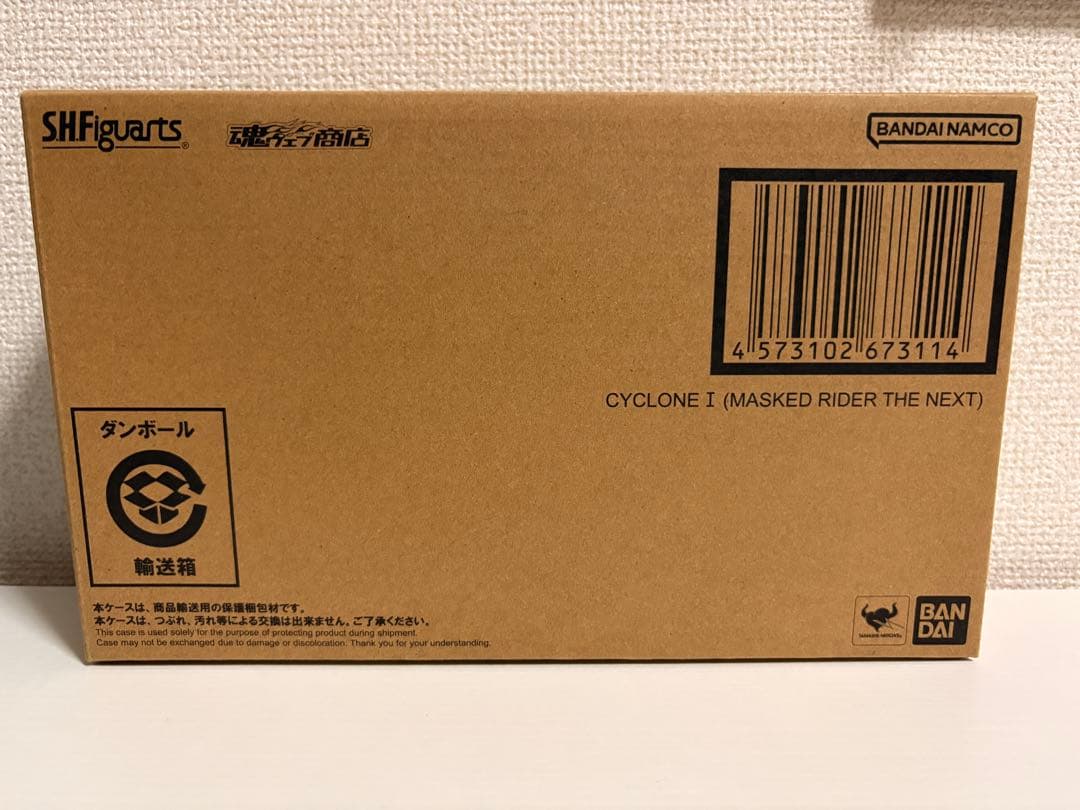 S.H.Figuarts®
魂ウェブ商店
BANDAI NAMCO
4 573102 673114
CYCLONE I (MASKED RIDER THE NEXT)
ダンボール
輸送箱
本ケースは、商品輸送用の保護梱包材です。
本ケースは、つぶれ、汚れ等による交換は出来ません。ご了承ください。
This case is used solely for the purpose of protecting product during shipment.
Case may not be exchanged due to damage or discoloration. Thank you for your understanding.
TAMASHII NATIONS
BAN
DAI